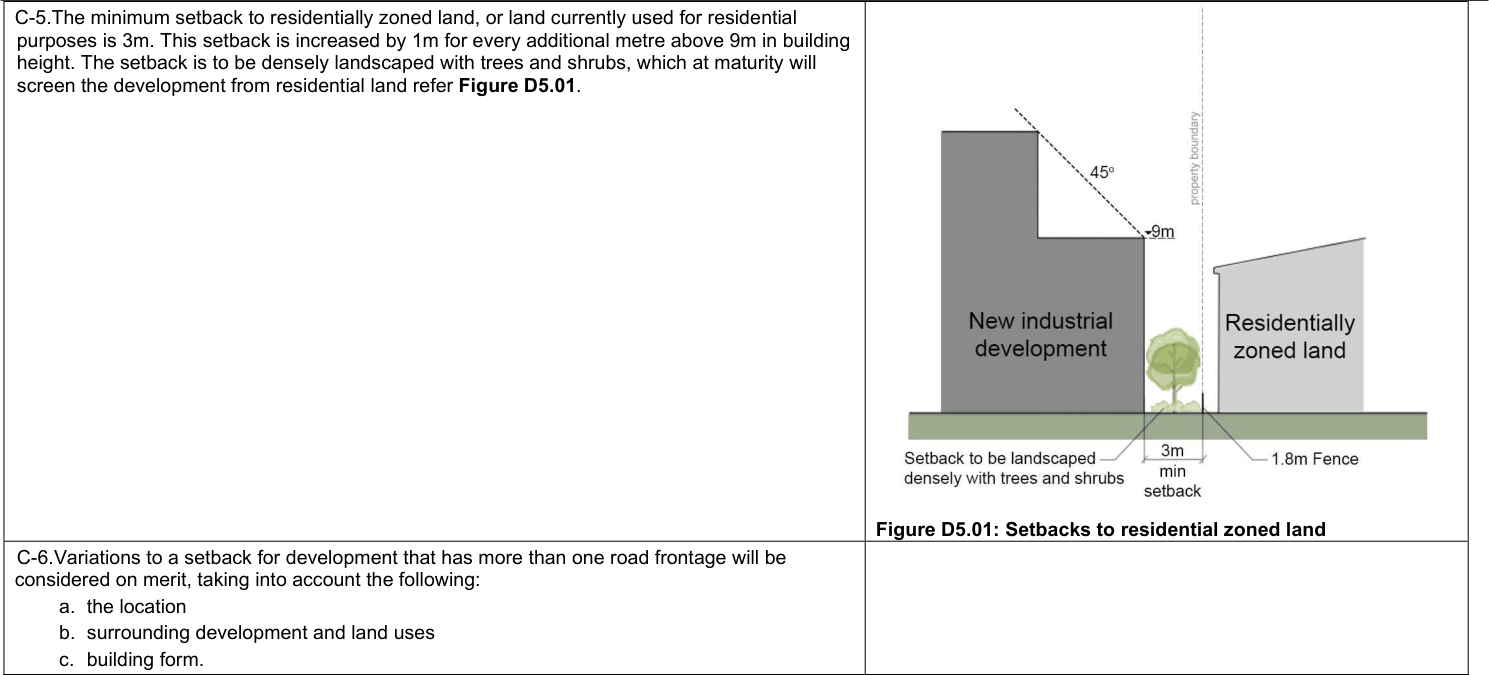 C-5.The minimum setback to residentially zoned land, or land currently used for residential
purposes is 3m. This setback is increased by 1m for every additional metre above 9m in building
height. The setback is to be densely landscaped with trees and shrubs, which at maturity will
screen the development from residential land refer Figure D5.01.
property boundary
45º
9m
New industrial
development
Residentially
zoned land
Setback to be landscaped
densely with trees and shrubs
3m
min
setback
1.8m Fence
Figure D5.01: Setbacks to residential zoned land
C-6.Variations to a setback for development that has more than one road frontage will be
considered on merit, taking into account the following:
a. the location
b. surrounding development and land uses
c. building form.